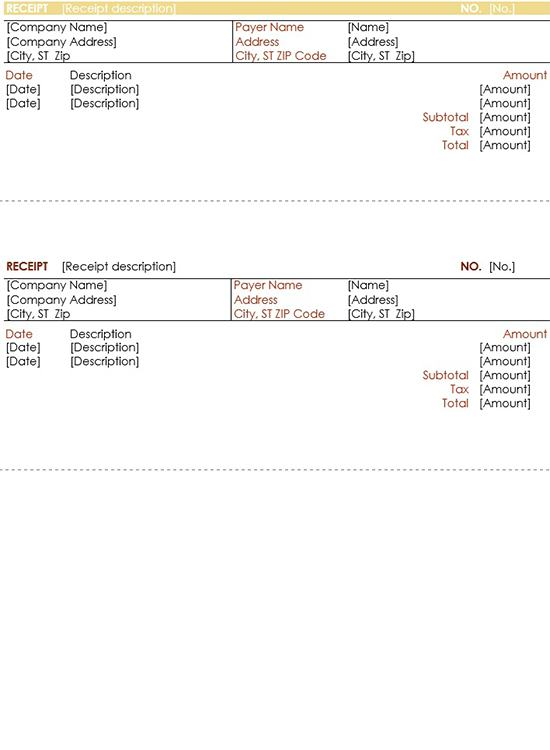 RECEIPT [Receipt description] NO. [No.]
[Company Name] Payer Name [Name]
[Company Address] Address [Address]
[City, ST Zip City, ST ZIP Code [City, ST Zip]
Date Description Amount
[Date] [Description] [Amount]
[Date] [Description] [Amount]
Subtotal [Amount]
Tax [Amount]
Total [Amount]
RECEIPT [Receipt description] NO. [No.]
[Company Name] Payer Name [Name]
[Company Address] Address [Address]
[City, ST Zip City, ST ZIP Code [City, ST Zip]
Date Description Amount
[Date] [Description] [Amount]
[Date] [Description] [Amount]
Subtotal [Amount]
Tax [Amount]
Total [Amount]